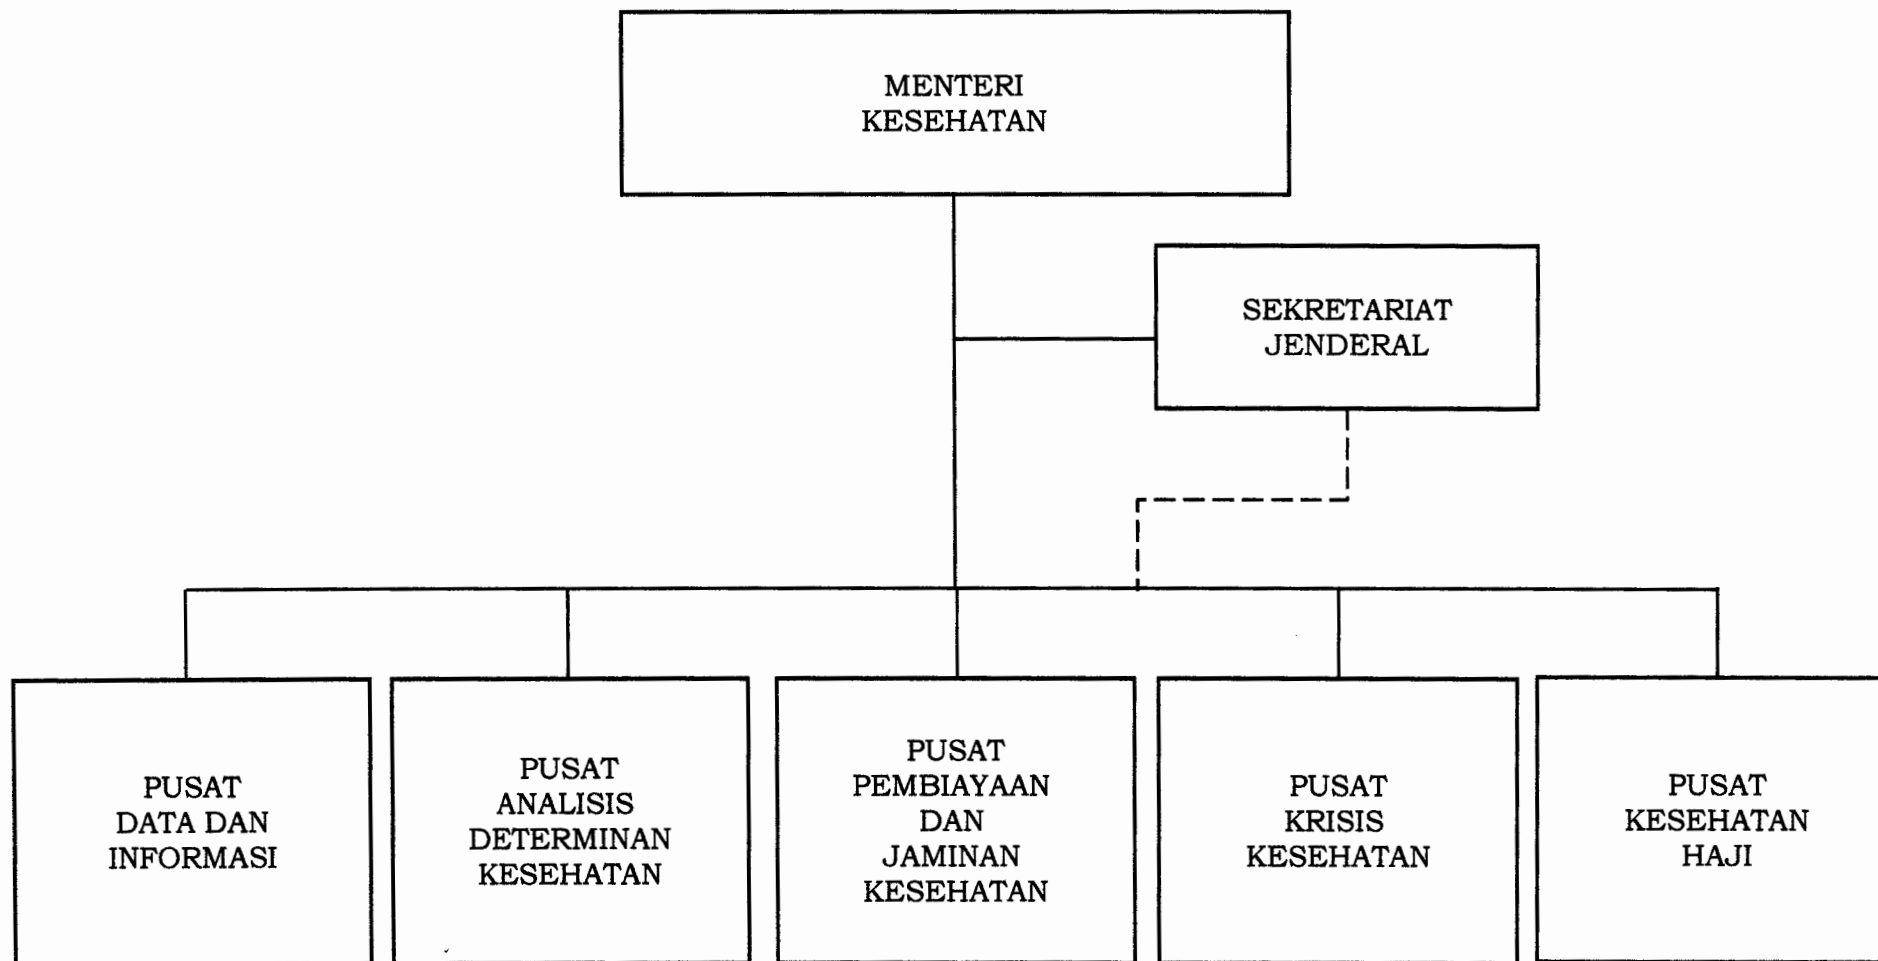 MENTERI
KESEHATAN
SEKRETARIAT
JENDERAL
PUSAT
DATA DAN
INFORMASI
PUSAT
ANALISIS
DETERMINAN
KESEHATAN
PUSAT
PEMBIAYAAN
DAN
JAMINAN
KESEHATAN
PUSAT
KRISIS
KESEHATAN
PUSAT
KESEHATAN
HAJI